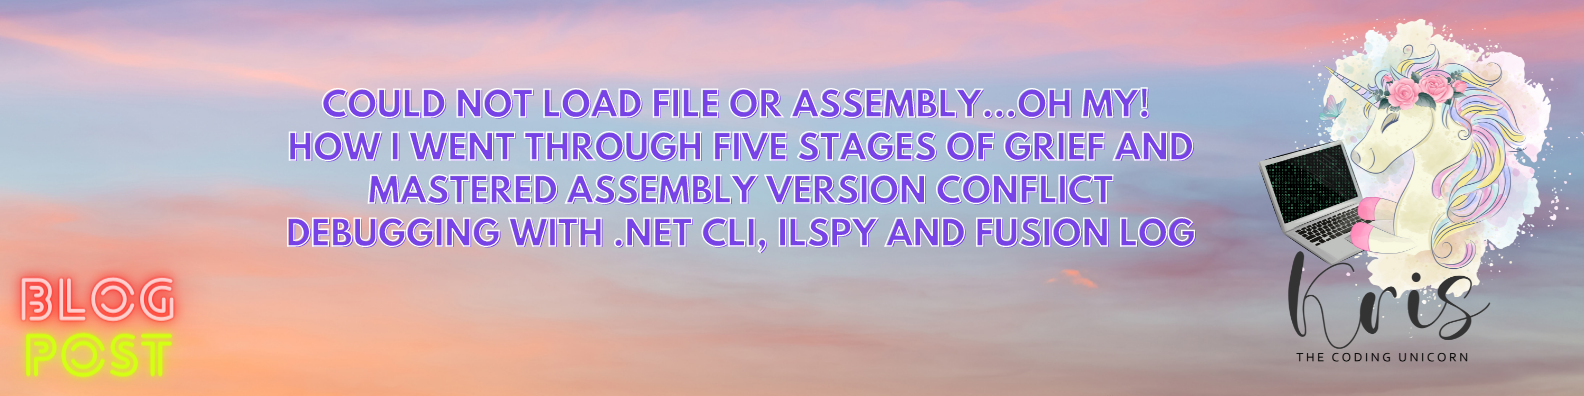 COULD NOT LOAD FILE OR ASSEMBLY...OH MY!
HOW I WENT THROUGH FIVE STAGES OF GRIEF AND
MASTERED ASSEMBLY VERSION CONFLICT
DEBUGGING WITH .NET CLI, ILSPY AND FUSION LOG
BLOG
POST
Kris
THE CODING UNICORN